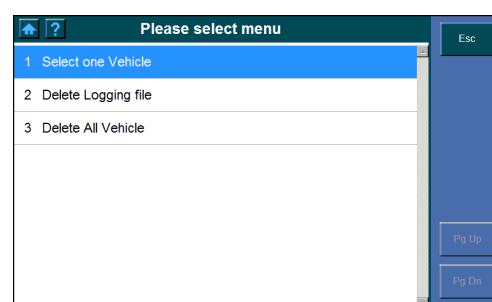 ? Please select menu
Esc
1 Select one Vehicle
2 Delete Logging file
3 Delete All Vehicle
Pg Up
Pg Dn